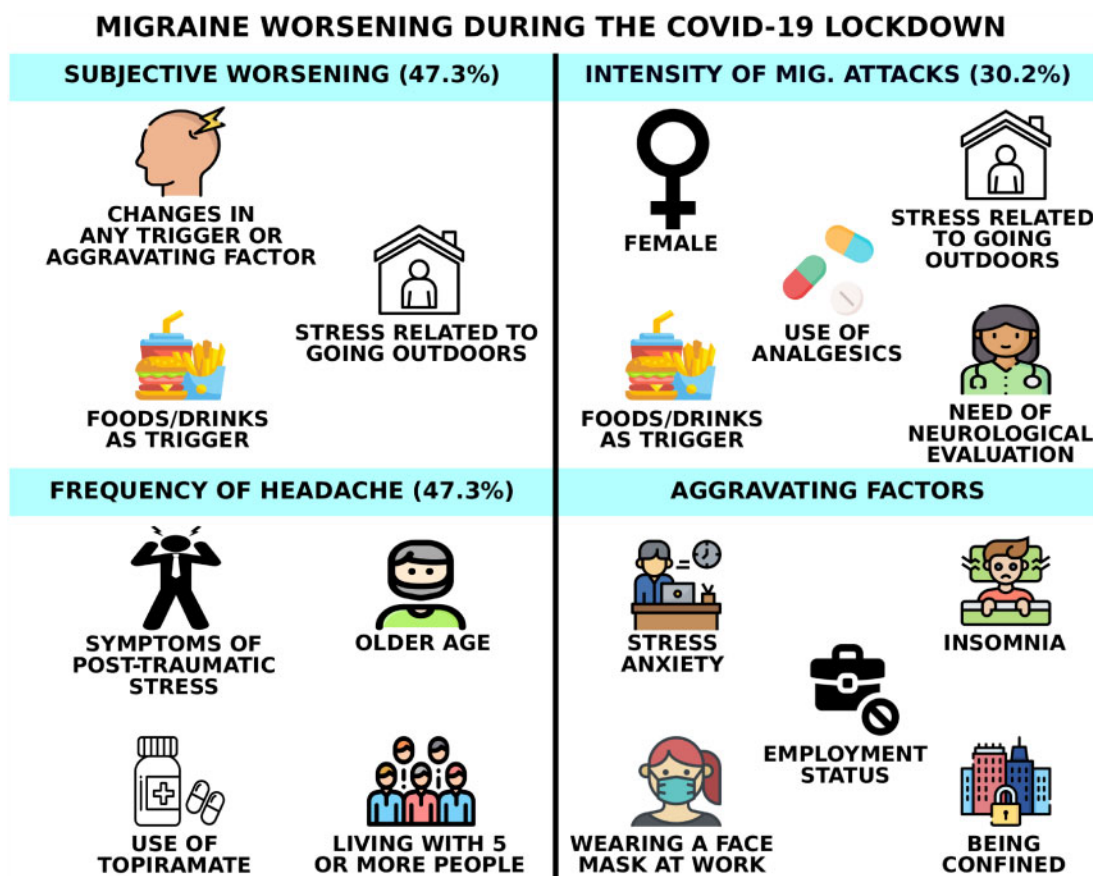 MIGRAINE WORSENING DURING THE COVID-19 LOCKDOWN
SUBJECTIVE WORSENING (47.3%)
CHANGES IN
ANY TRIGGER OR
AGGRAVATING FACTOR
STRESS RELATED TO
GOING OUTDOORS
FOODS/DRINKS
AS TRIGGER
INTENSITY OF MIG. ATTACKS (30.2%)
FEMALE
STRESS RELATED
TO GOING
OUTDOORS
USE OF
ANALGESICS
FOODS/DRINKS
AS TRIGGER
NEED OF
NEUROLOGICAL
EVALUATION
FREQUENCY OF HEADACHE (47.3%)
SYMPTOMS OF
POST-TRAUMATIC
STRESS
OLDER AGE
USE OF
TOPIRAMATE
LIVING WITH 5
OR MORE PEOPLE
AGGRAVATING FACTORS
STRESS
ANXIETY
INSOMNIA
EMPLOYMENT
STATUS
WEARING A FACE
MASK AT WORK
BEING
CONFINED